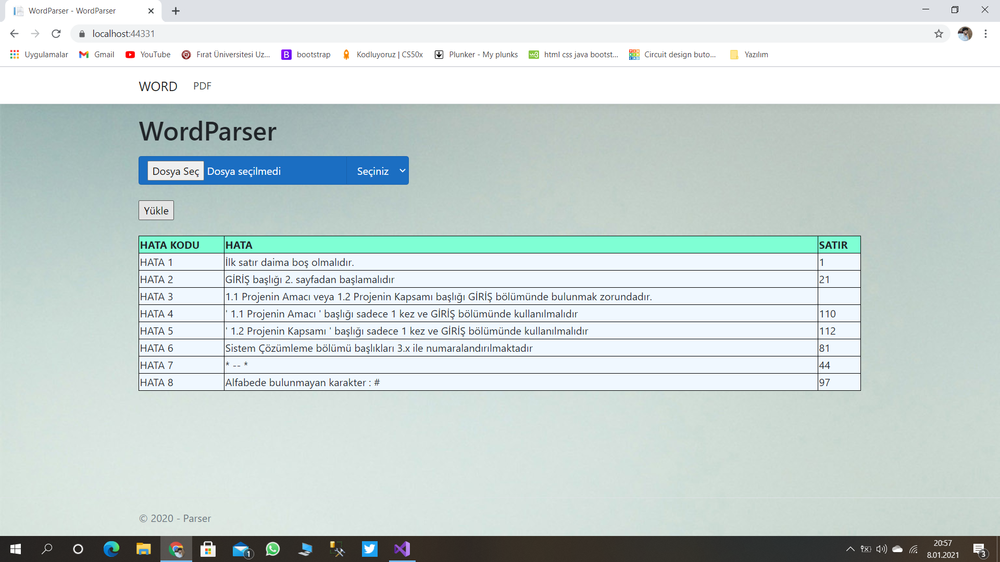 WordParser - WordParser
localhost:44331
Uygulamalar Gmail YouTube Fırat Üniversitesi Uz... bootstrap Kodluyoruz | CS50x Plunker - My plunks html css java bootst... Circuit design buto... Yazılım
WORD PDF
WordParser
Dosya Seç Dosya seçilmedi Seçiniz
Yükle
HATA KODU HATA SATIR
HATA 1 İlk satır daima boş olmalıdır. 1
HATA 2 GİRİŞ başlığı 2. sayfadan başlamalıdır 21
HATA 3 1.1 Projenin Amacı veya 1.2 Projenin Kapsamı başlığı GİRİŞ bölümünde bulunmak zorundadır.
HATA 4 ' 1.1 Projenin Amacı ' başlığı sadece 1 kez ve GİRİŞ bölümünde kullanılmalıdır 110
HATA 5 ' 1.2 Projenin Kapsamı ' başlığı sadece 1 kez ve GİRİŞ bölümünde kullanılmalıdır 112
HATA 6 Sistem Çözümleme bölümü başlıkları 3.x ile numaralandırılmaktadır 81
HATA 7 * -- * 44
HATA 8 Alfabede bulunmayan karakter : # 97
© 2020 - Parser
1
20:57
8.01.2021
3